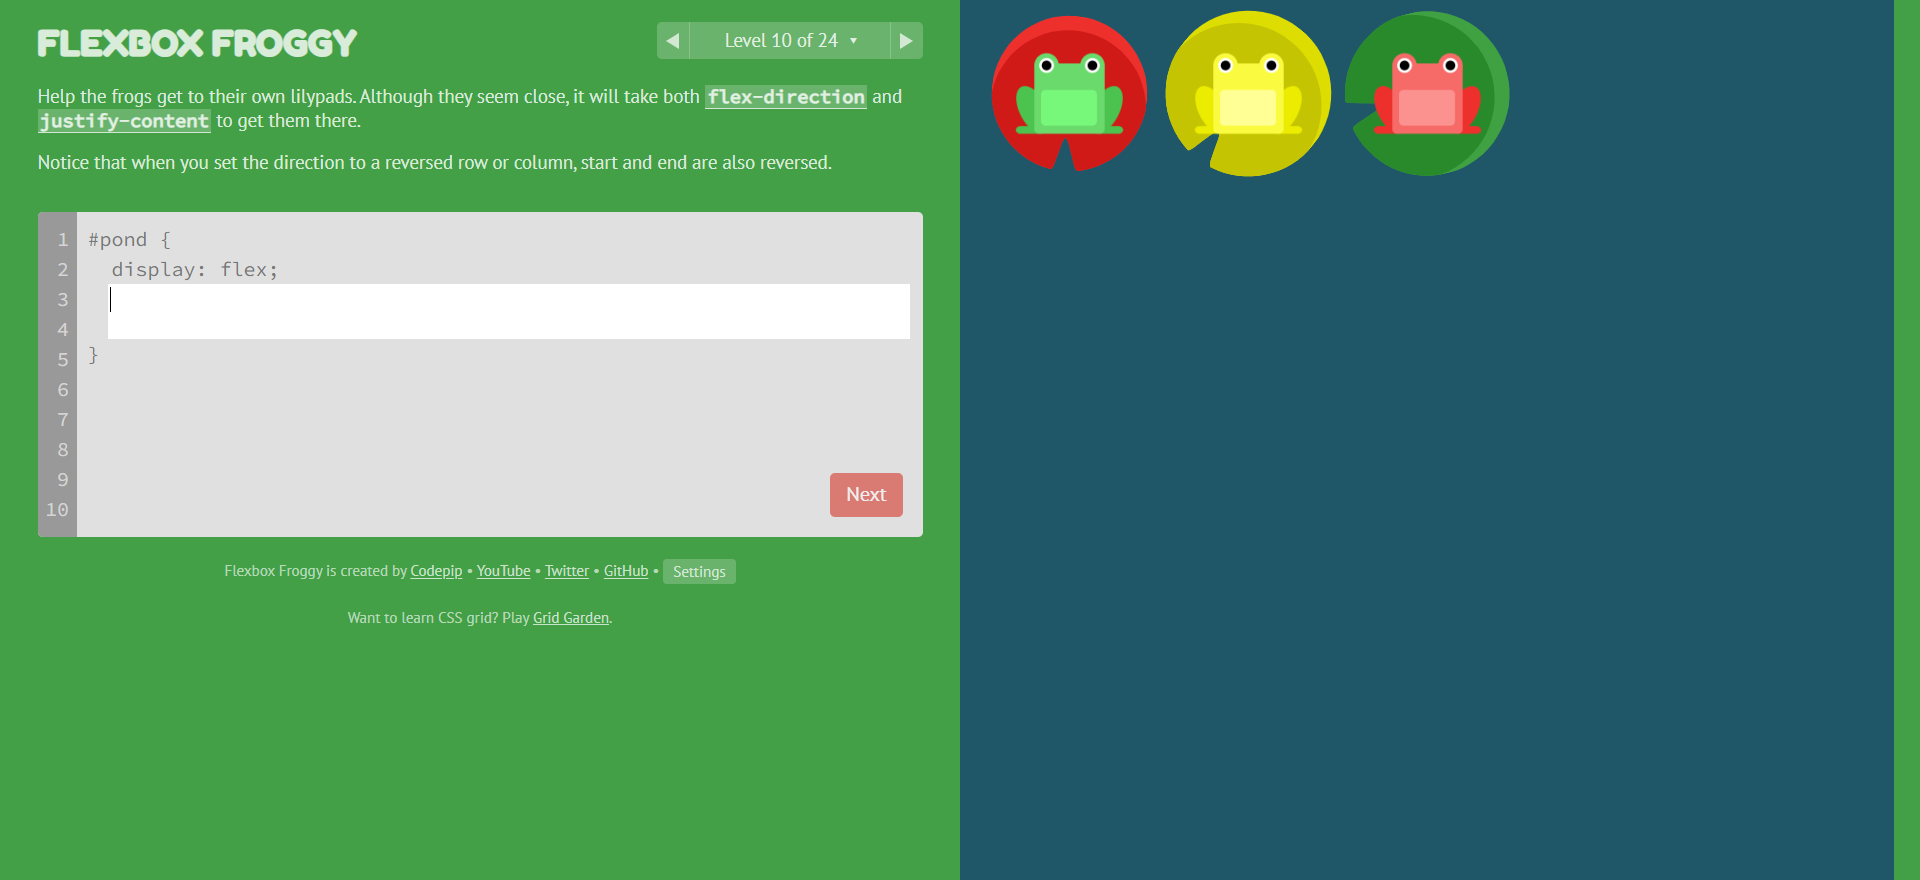 FLEXBOX FROGGY
Level 10 of 24 ▼
Help the frogs get to their own lilypads. Although they seem close, it will take both flex-direction and
justify-content to get them there.
Notice that when you set the direction to a reversed row or column, start and end are also reversed.
1 #pond {
2 display: flex;
3
4
5 }
6
7
8
9
10
Next
Flexbox Froggy is created by Codepip • YouTube • Twitter • GitHub • Settings
Want to learn CSS grid? Play Grid Garden.